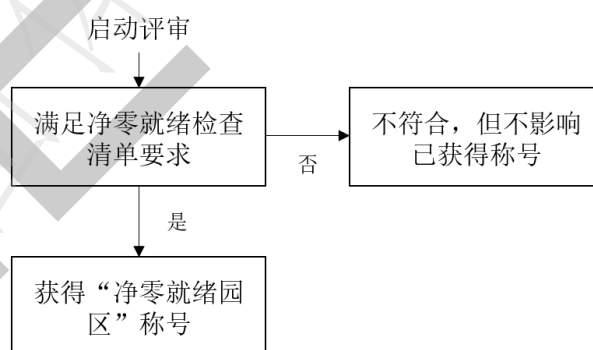 启动评审
满足净零就绪检查
清单要求
不符合，但不影响
已获得称号
否
是
获得“净零就绪园
区”称号